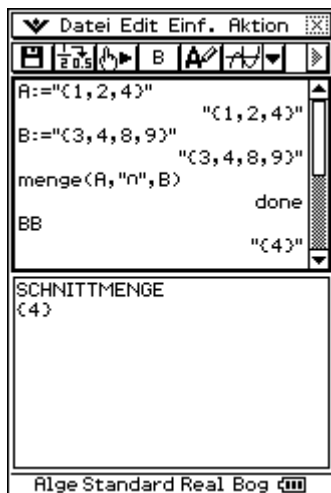 Datei Edit Einf. Aktion
B
A:="{1,2,4}"
"{1,2,4}"
B:="{3,4,8,9}"
"{3,4,8,9}"
menge(A,"∩",B)
done
BB
"{4}"
SCHNITTMENGE
{4}
Alge Standard Real Bog